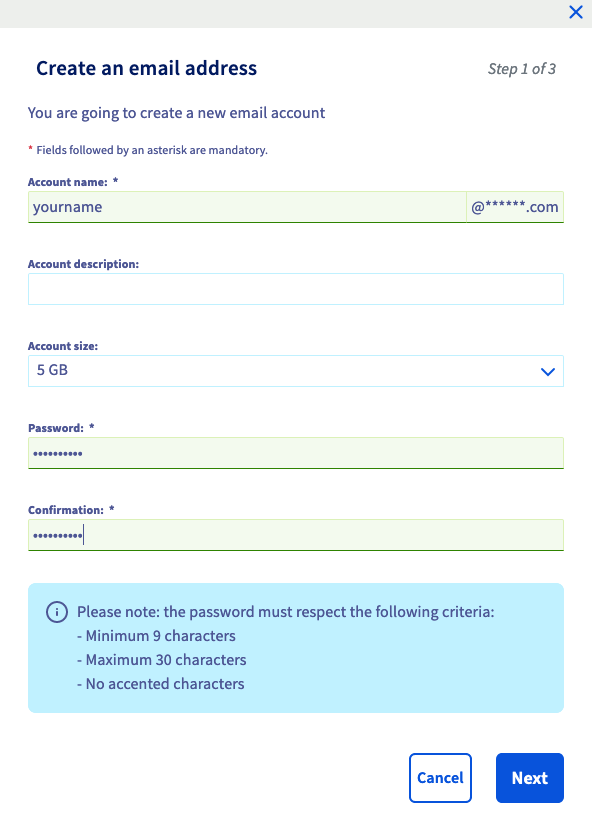 Create an email address
Step 1 of 3
You are going to create a new email account
* Fields followed by an asterisk are mandatory.
Account name: *
yourname
@******.com
Account description:
Account size:
5 GB
Password: *
••••••••••
Confirmation: *
••••••••••
Please note: the password must respect the following criteria:
- Minimum 9 characters
- Maximum 30 characters
- No accented characters
Cancel
Next